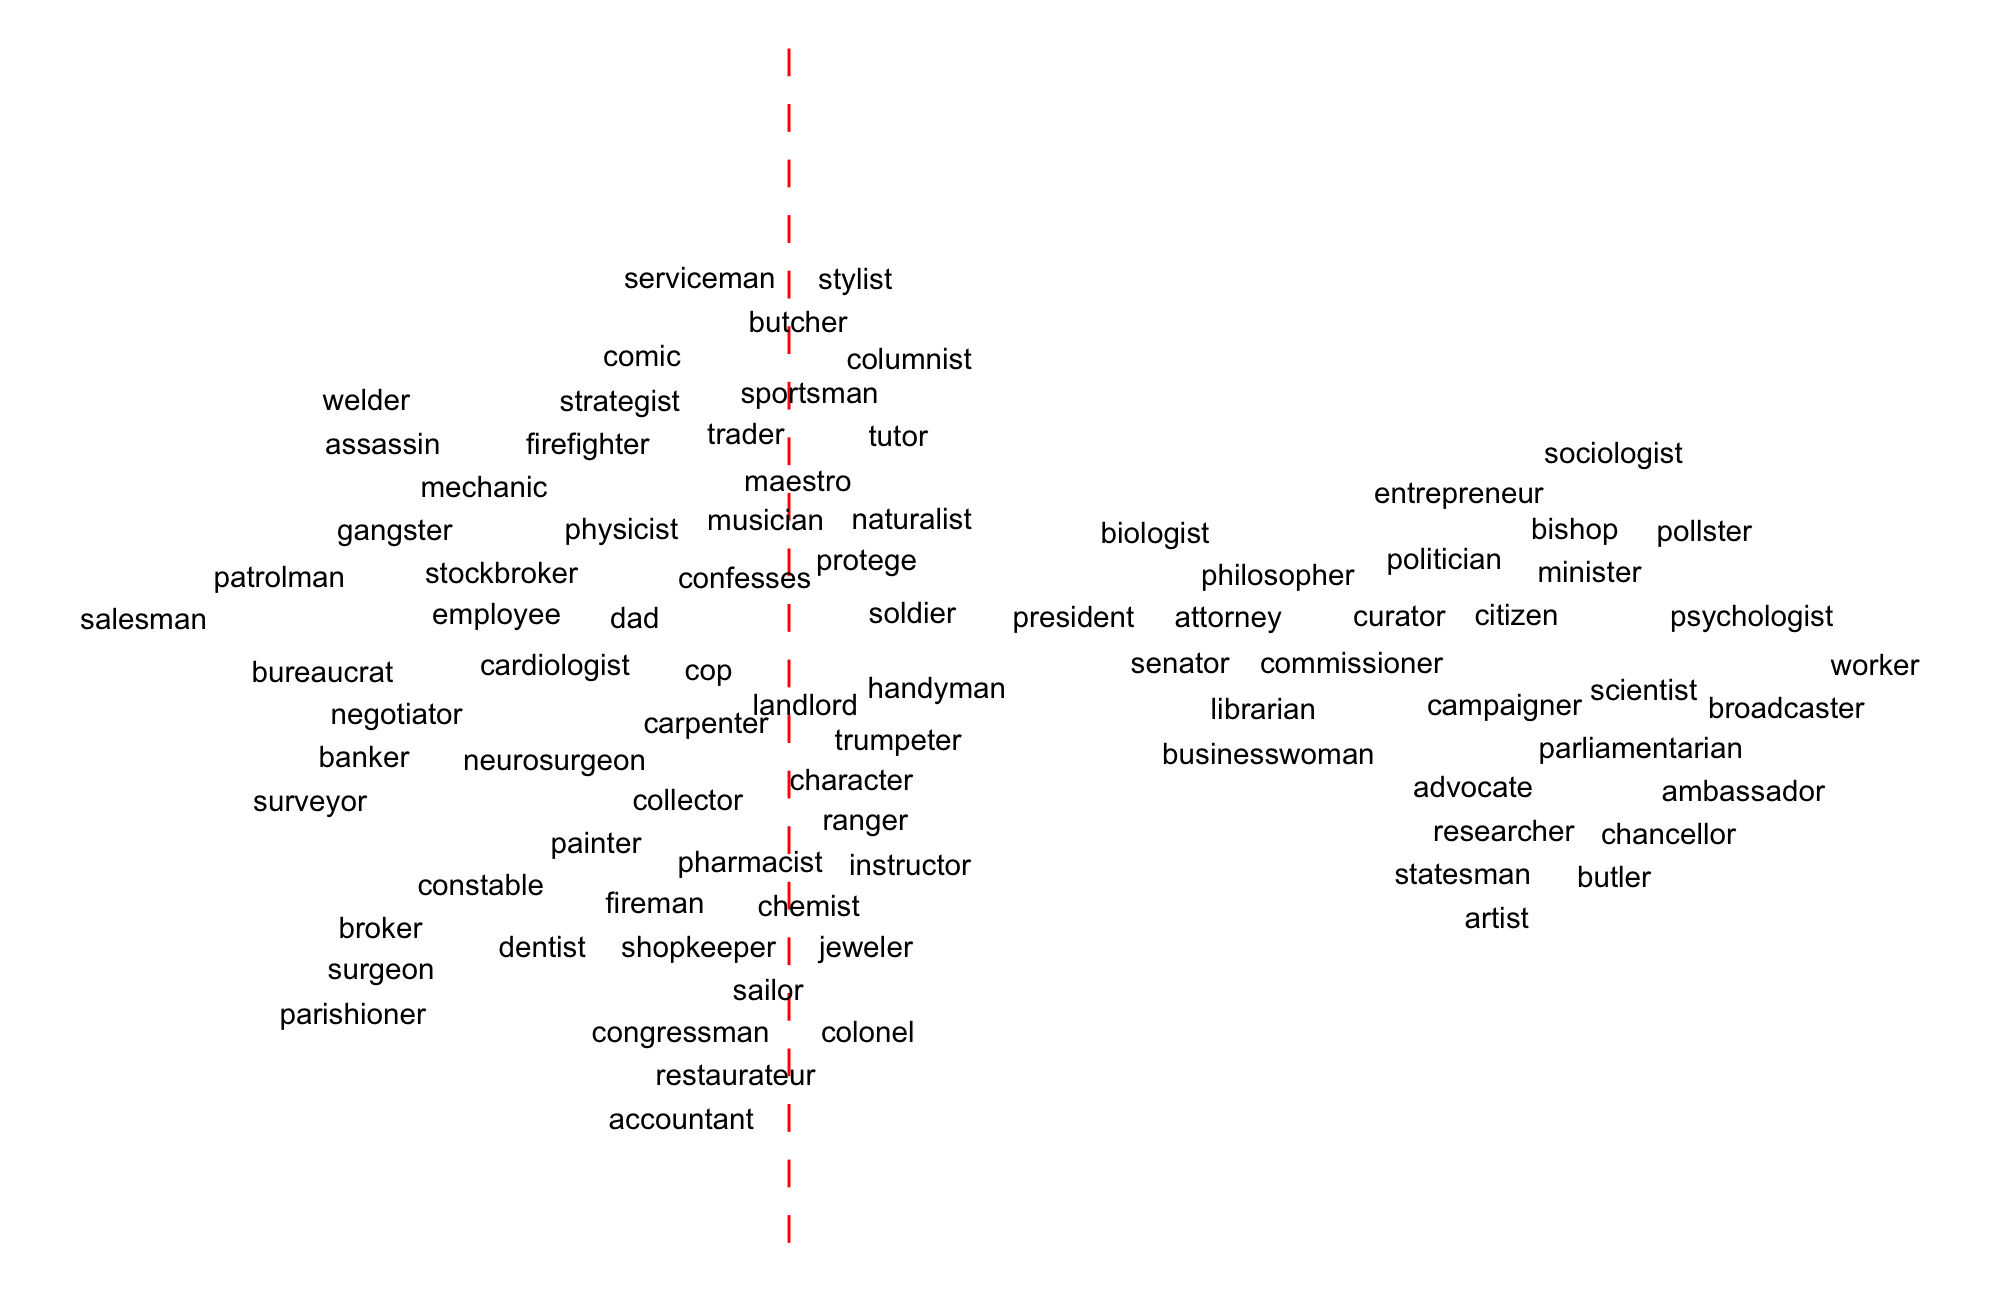 serviceman stylist
butcher
comic columnist
welder strategist sportsman
assassin firefighter trader tutor
sociologist
mechanic maestro entrepreneur
gangster physicist musician naturalist biologist bishop pollster
patrolman stockbroker confesses protege philosopher politician minister
salesman employee dad soldier president attorney curator citizen psychologist
bureaucrat cardiologist cop senator commissioner worker
handyman scientist
negotiator carpenter landlord librarian campaigner broadcaster
banker neurosurgeon trumpeter businesswoman parliamentarian
surveyor collector character advocate ambassador
painter ranger researcher chancellor
constable pharmacist instructor statesman butler
broker fireman chemist artist
dentist shopkeeper jeweler
surgeon sailor
parishioner congressman colonel
restaurateur
accountant